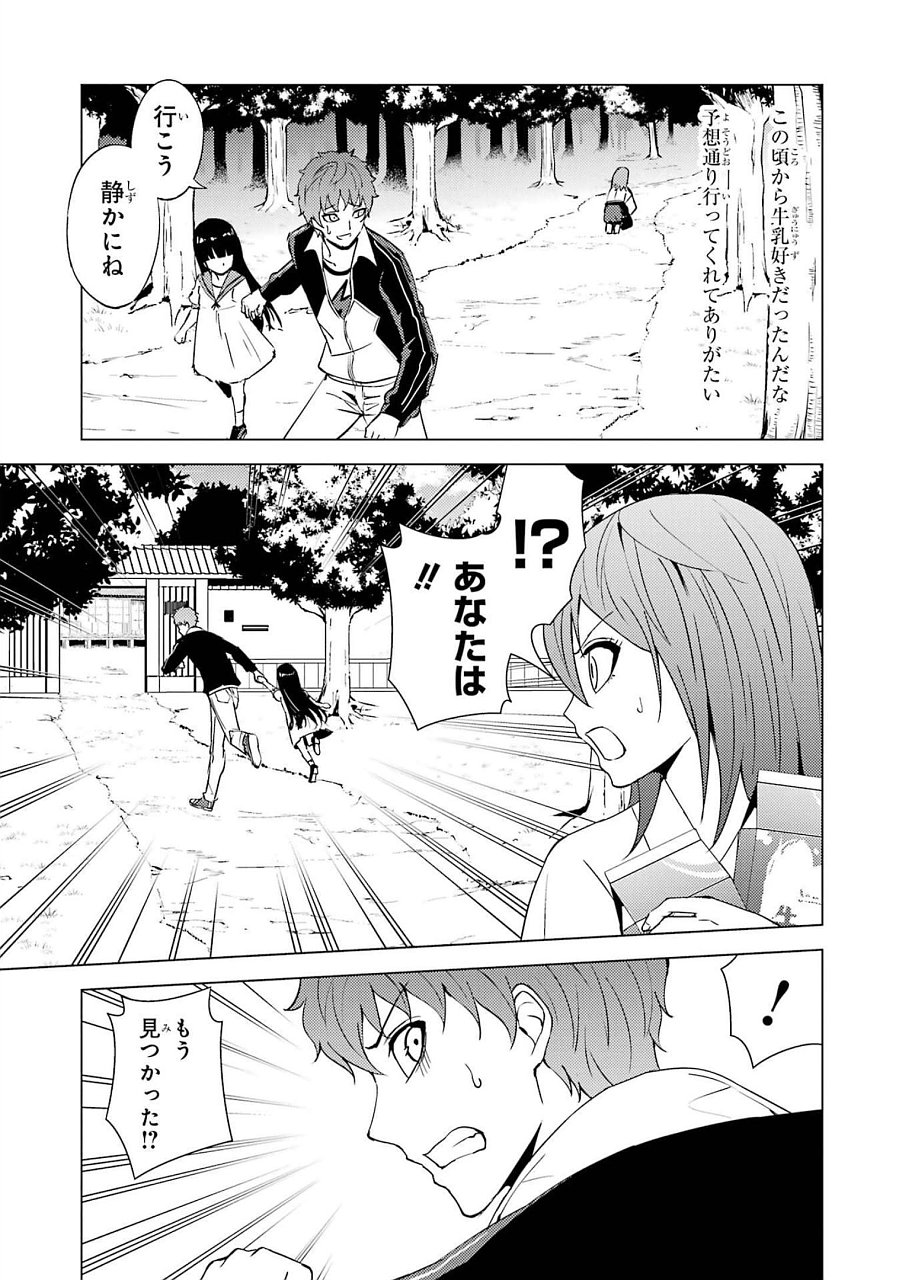 この頃から牛乳好きだったんだな
予想通り行ってくれてありがたい
行こう
静かにね
!?
あなたは
!!
牛
!
もう
見つかった!?